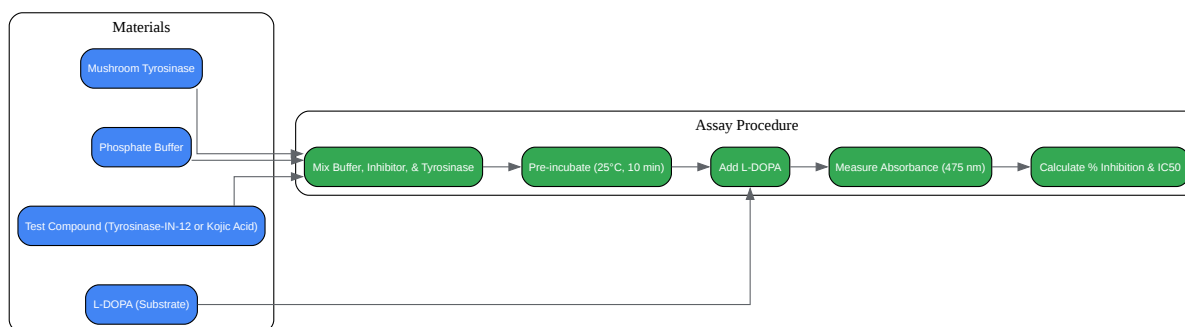 Materials
Mushroom Tyrosinase
Phosphate Buffer
Test Compound (Tyrosinase-IN-12 or Kojic Acid)
L-DOPA (Substrate)
Assay Procedure
Mix Buffer, Inhibitor, & Tyrosinase
Pre-incubate (25°C, 10 min)
Add L-DOPA
Measure Absorbance (475 nm)
Calculate % Inhibition & IC50